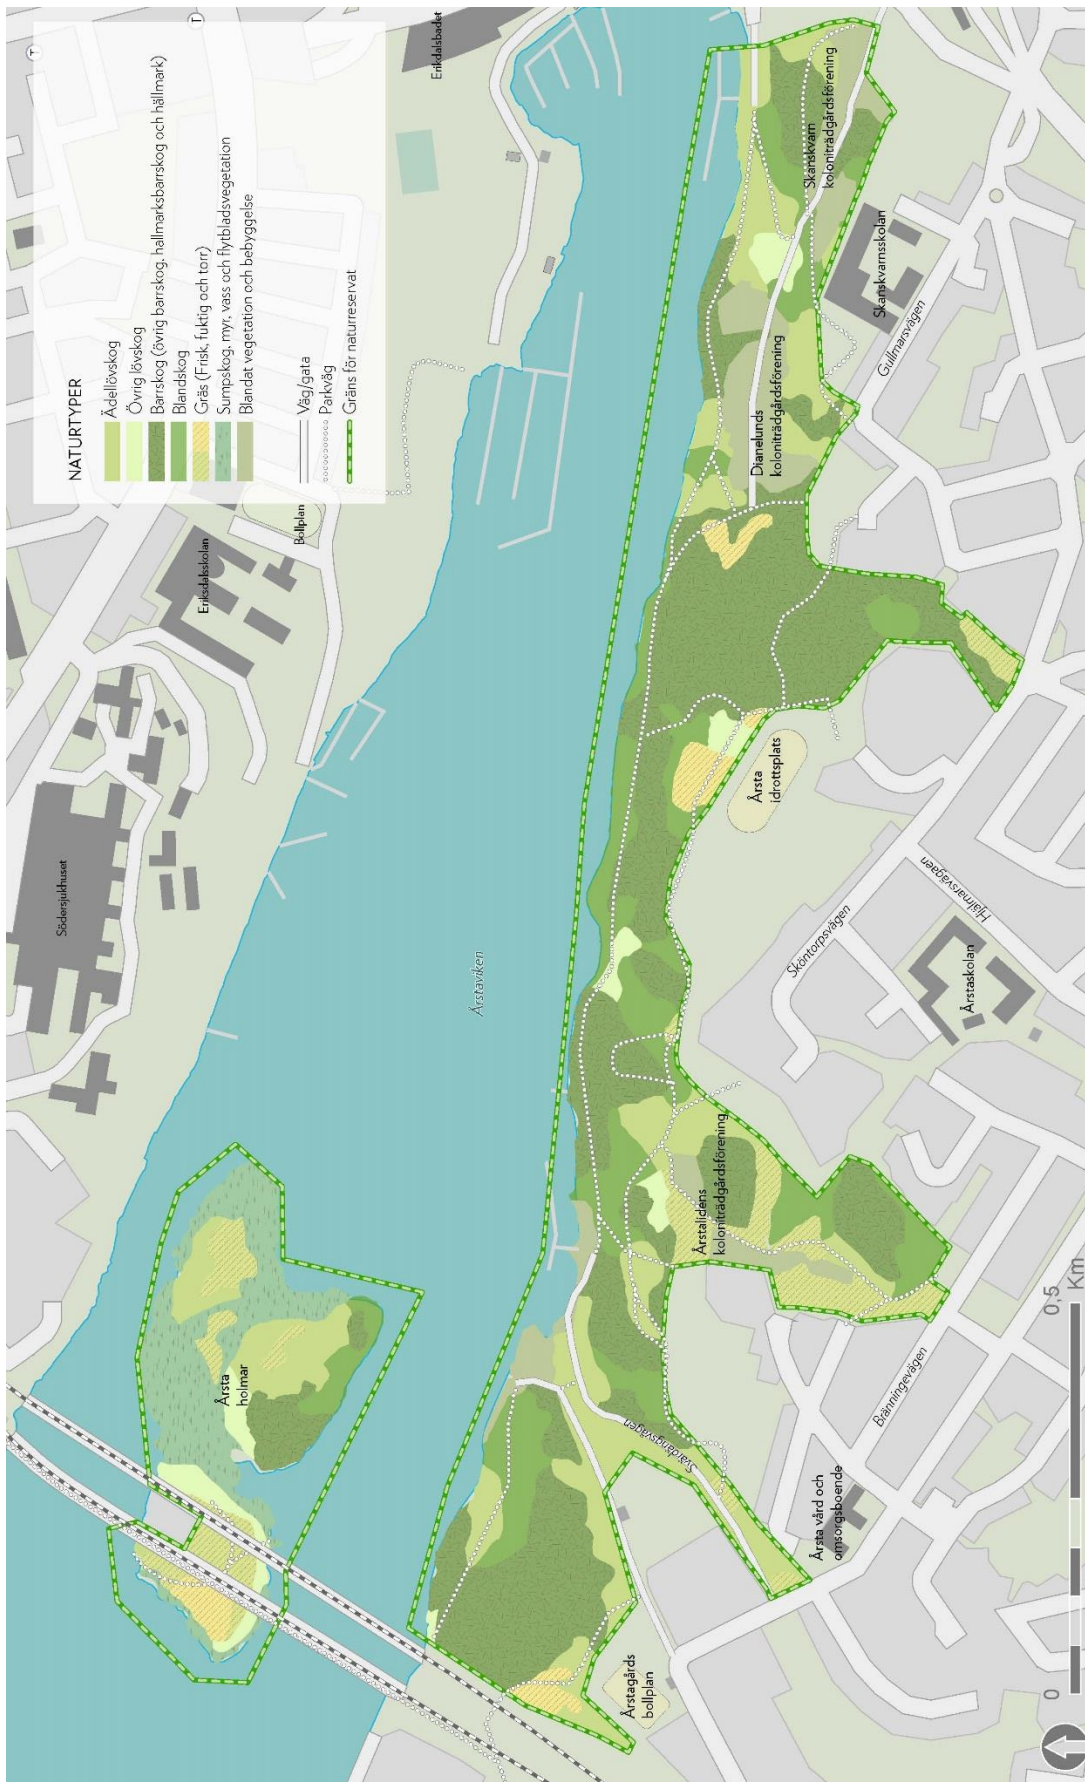 NATURTYPER
Ädellövskog
Övrig lövskog
Barrskog (övrig barrskog, hällmarksbarrskog och hällmark)
Blandskog
Gräs (Frisk, fuktig och torr)
Sumpskog, myr, vass och flytbladsvegetation
Blandat vegetation och bebyggelse
Väg/gata
Parkväg
Gräns för naturreservat
T
T
Eriksdalsbadet
Bollplan
Eriksdalsskolan
Södersjukhuset
Årstaviken
Årsta
holmar
Skanskvarn
koloniträdgårdsförening
Skanskvarnsskolan
Gullmarsvägen
Dianelunds
koloniträdgårdsförening
Årsta
idrottsplats
Sköntorpsvägen
Hjälmarsvägen
Årstaskolan
Årstalidens
koloniträdgårdsförening
Svärdlångsvägen
Bränningevägen
Årsta vård och
omsorgsboende
Årstagårds
bollplan
0
0,5
Km